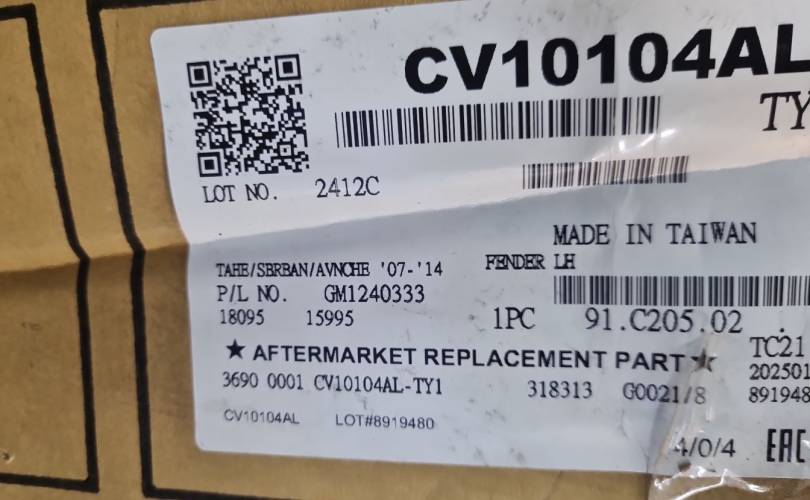 CV10104AL
TY
LOT NO. 2412C
MADE IN TAIWAN
TAHE/SBRBAN/AVNCHE '07-'14 FENDER LH
P/L NO. GM1240333
18095 15995 1PC 91.C205.02
★ AFTERMARKET REPLACEMENT PART ★ TC21
202501
3690 0001 CV10104AL-TY1 318313 G0021/8 891948
CV10104AL LOT#8919480
4/0/4 EAC